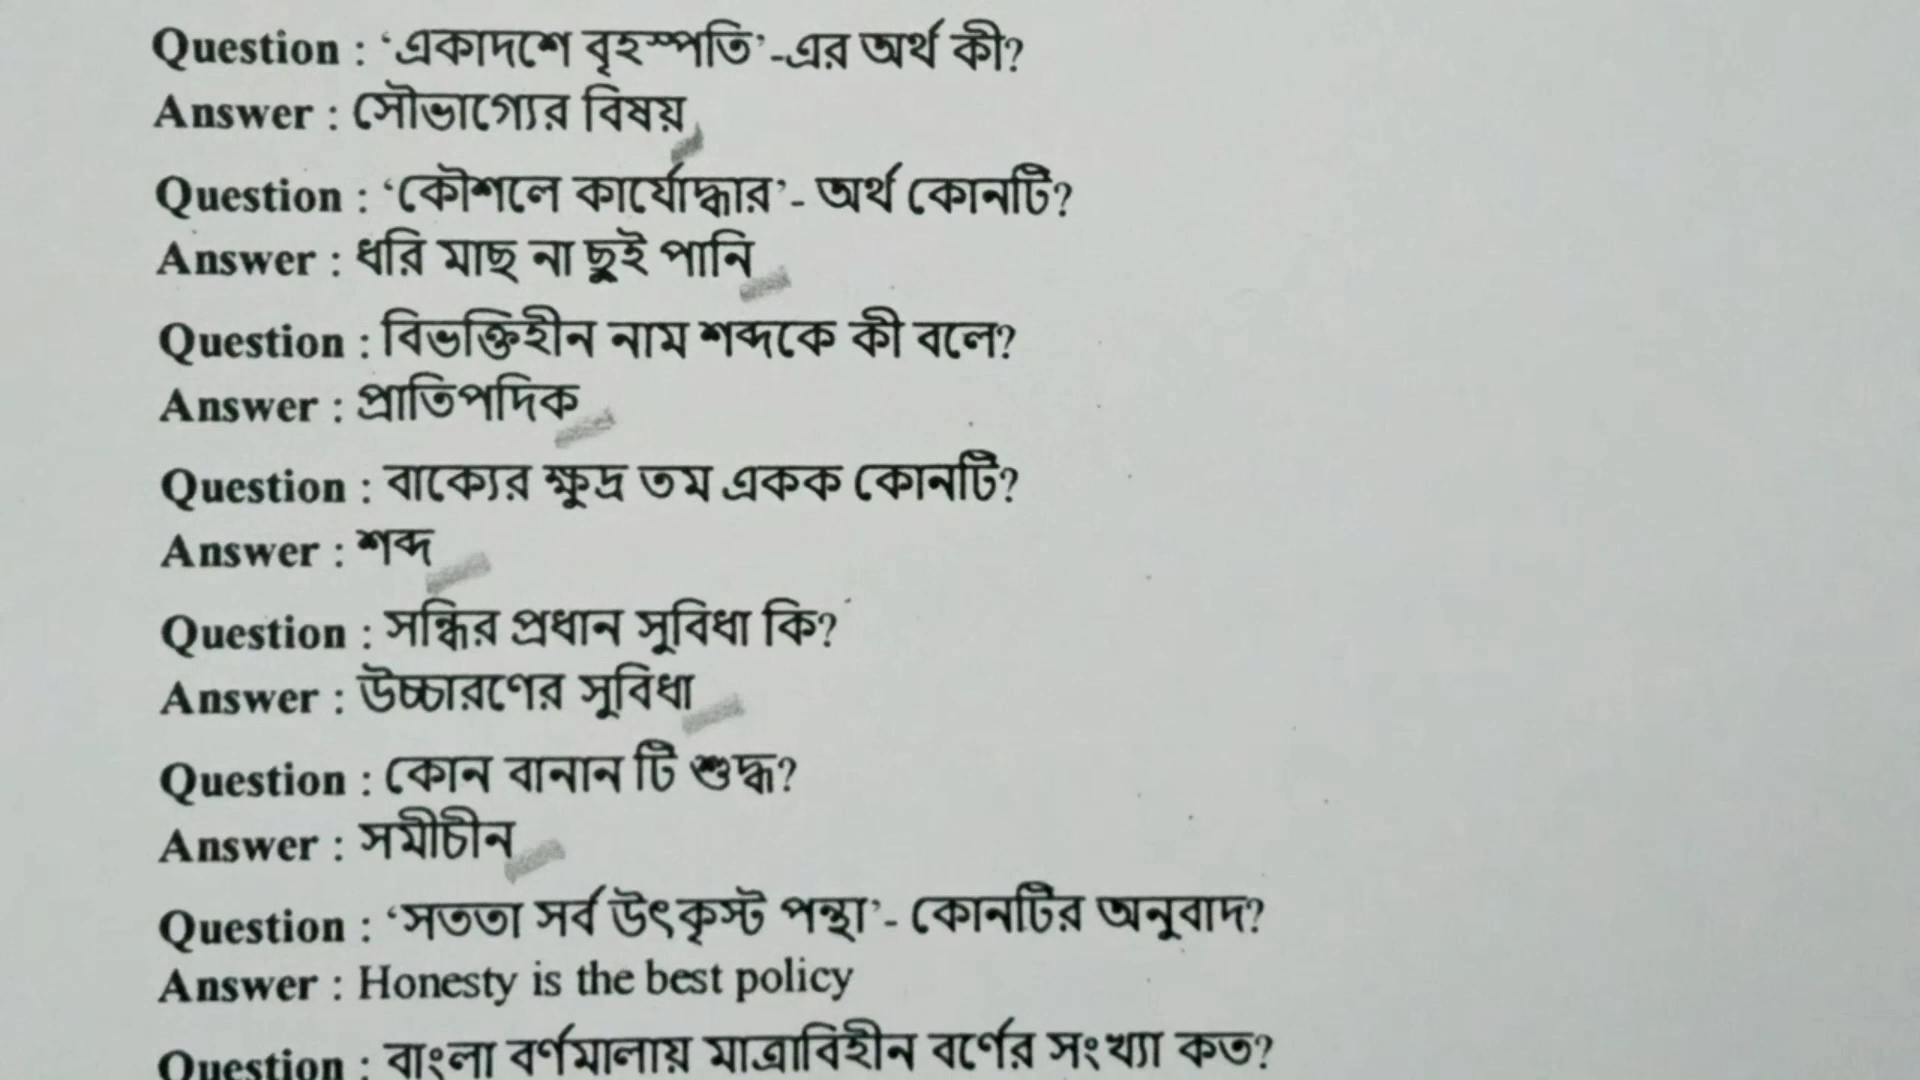 Question : ‘একাদশে বৃহস্পতি’-এর অর্থ কী?
Answer : সৌভাগ্যের বিষয়
Question : ‘কৌশলে কার্যোদ্ধার’- অর্থ কোনটি?
Answer : ধরি মাছ না ছুই পানি
Question : বিভক্তিহীন নাম শব্দকে কী বলে?
Answer : প্রাতিপদিক
Question : বাক্যের ক্ষুদ্র তম একক কোনটি?
Answer : শব্দ
Question : সন্ধির প্রধান সুবিধা কি?
Answer : উচ্চারণের সুবিধা
Question : কোন বানান টি শুদ্ধ?
Answer : সমীচীন
Question : ‘সততা সর্ব উৎকৃস্ট পন্থা’- কোনটির অনুবাদ?
Answer : Honesty is the best policy
Question : বাংলা বর্ণমালায় মাত্রাবিহীন বর্ণের সংখ্যা কত?